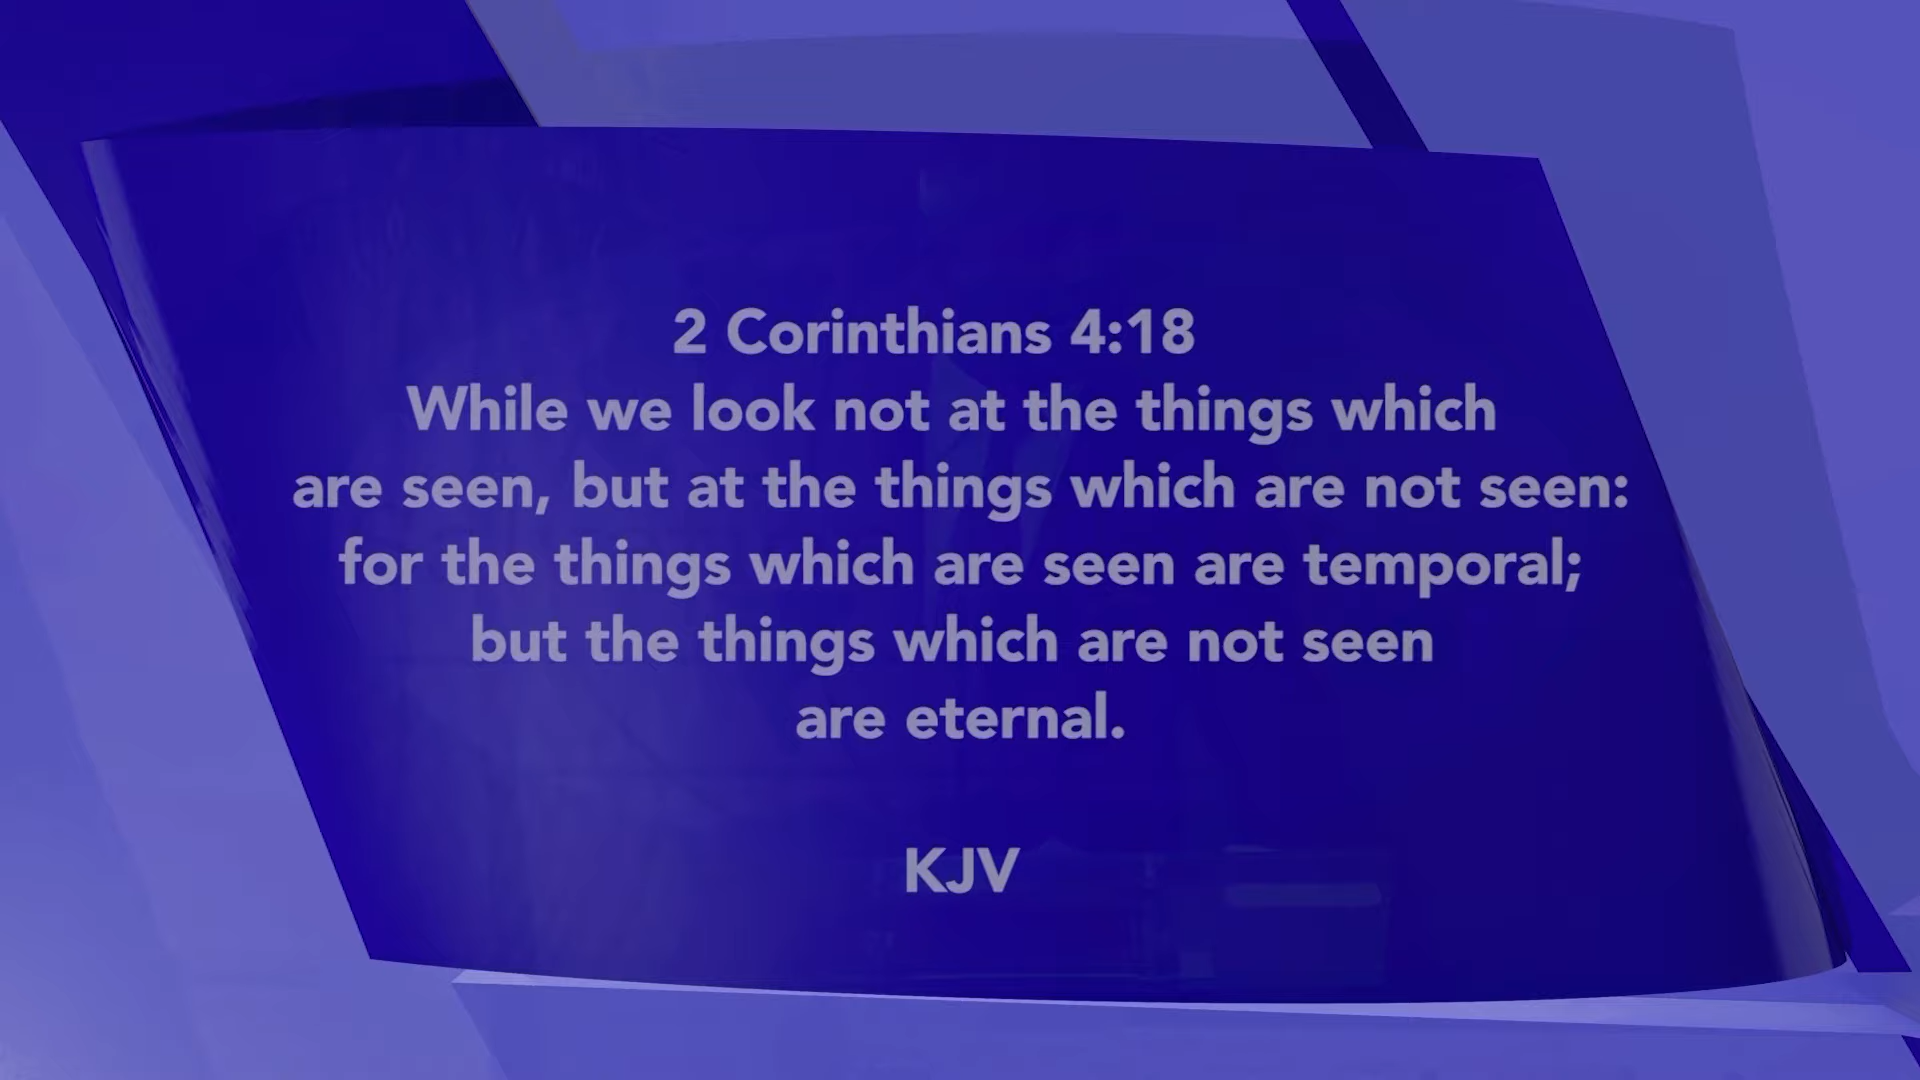 2 Corinthians 4:18
While we look not at the things which
are seen, but at the things which are not seen:
for the things which are seen are temporal;
but the things which are not seen
are eternal.
KJV